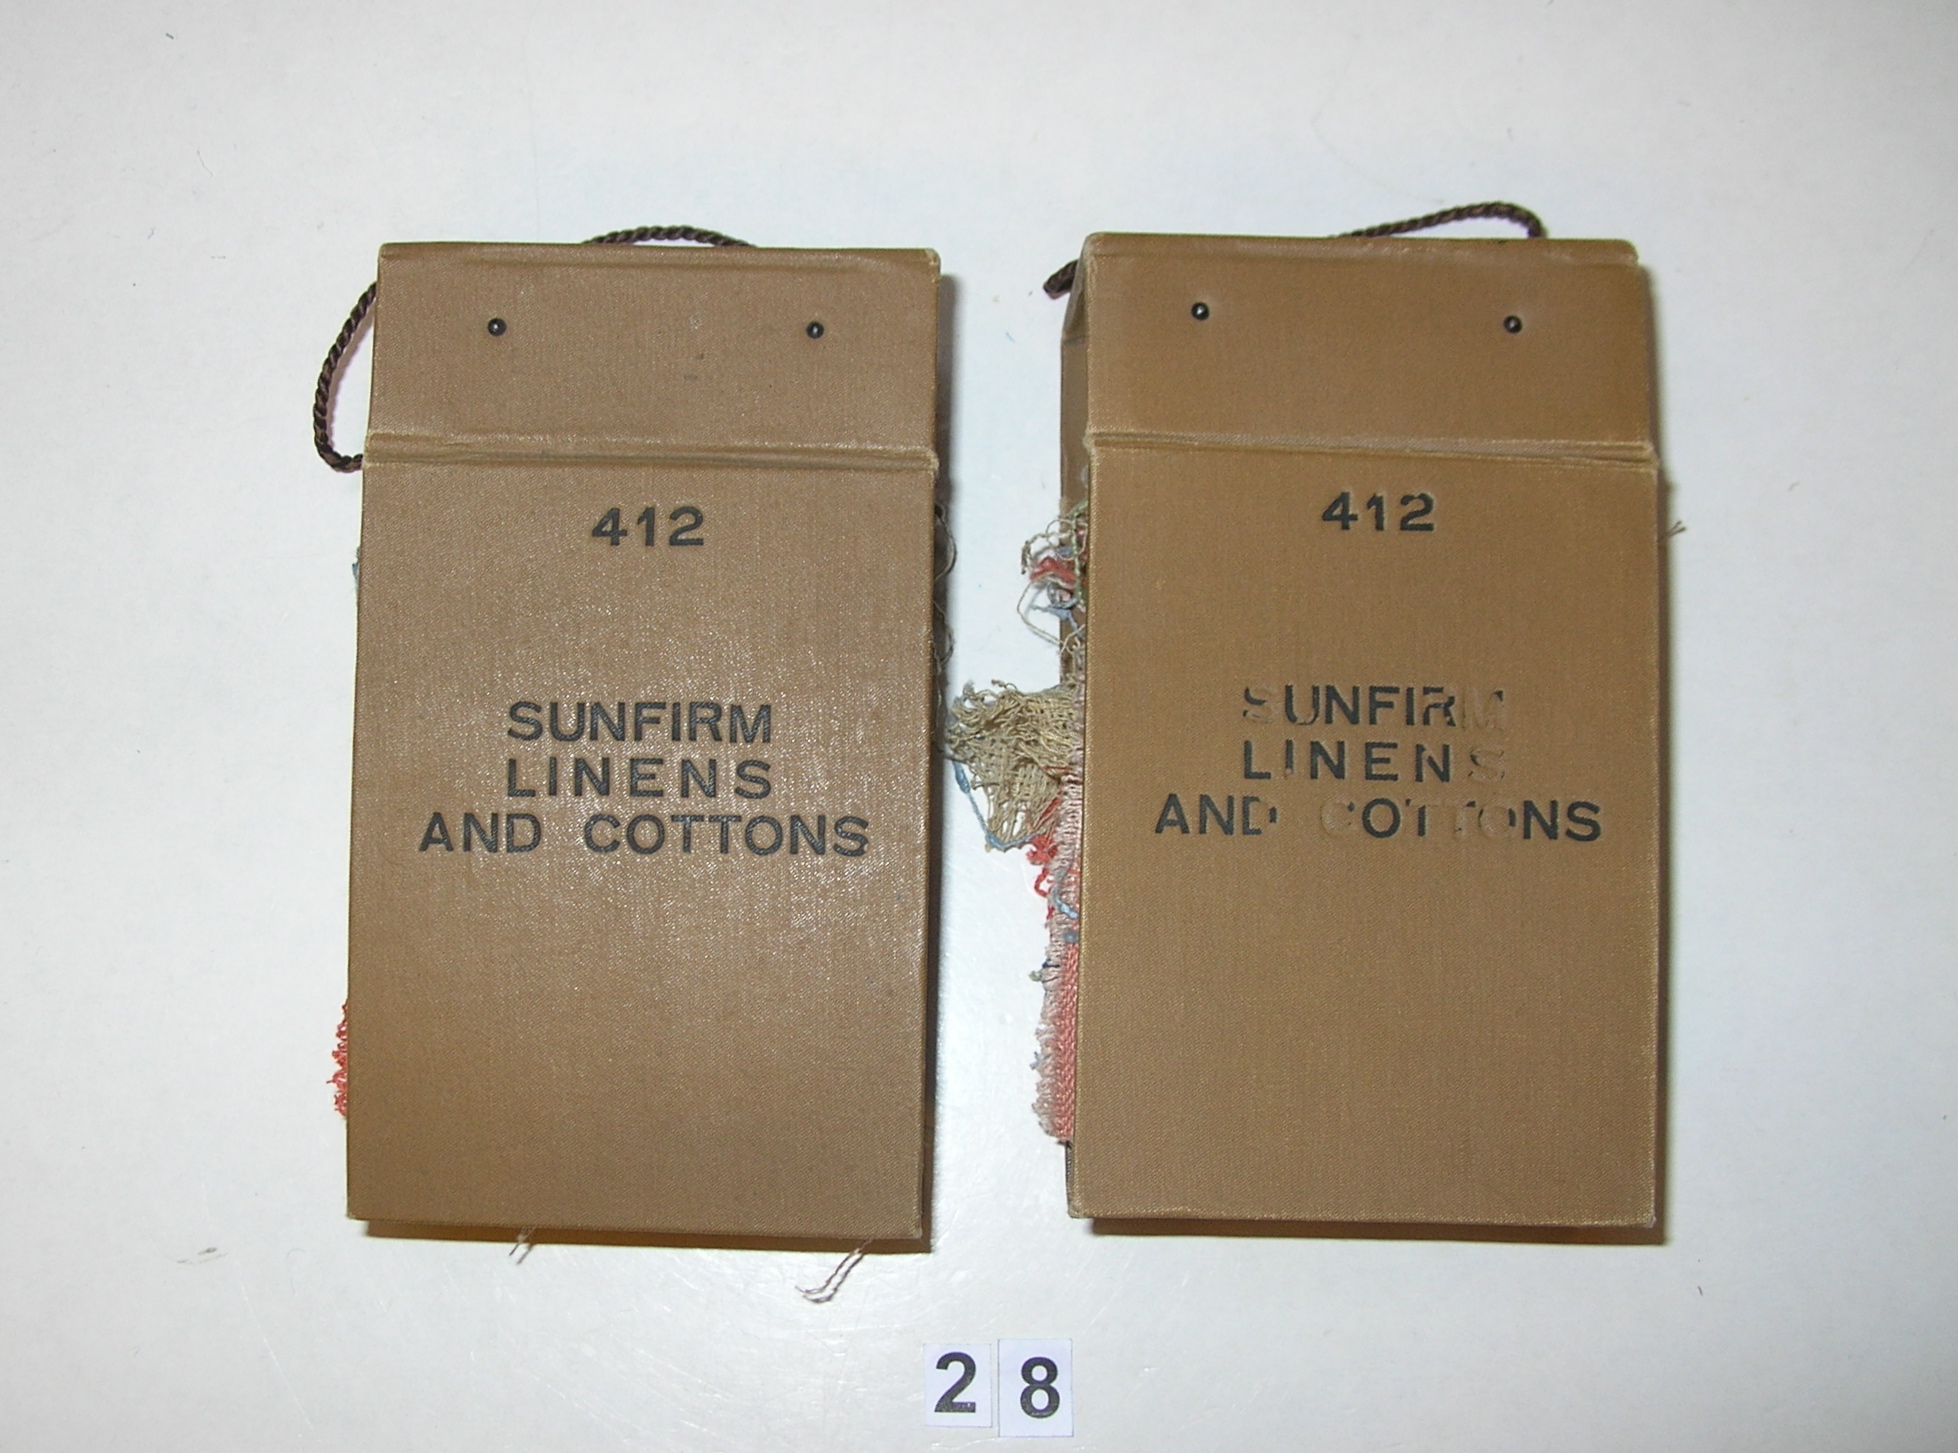 412
SUNFIRM
LINENS
AND COTTONS
412
SUNFIRM
LINENS
AND COTTONS
28